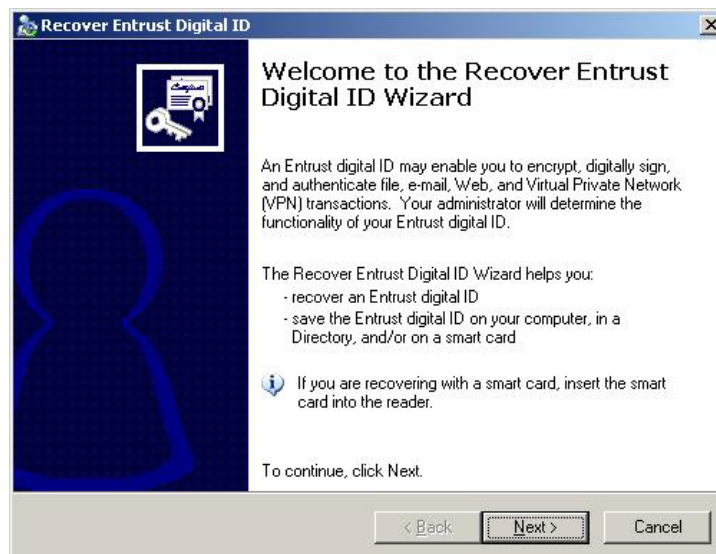 Recover Entrust Digital ID
Welcome to the Recover Entrust
Digital ID Wizard
An Entrust digital ID may enable you to encrypt, digitally sign,
and authenticate file, e-mail, Web, and Virtual Private Network
(VPN) transactions. Your administrator will determine the
functionality of your Entrust digital ID.
The Recover Entrust Digital ID Wizard helps you:
- recover an Entrust digital ID
- save the Entrust digital ID on your computer, in a
Directory, and/or on a smart card
If you are recovering with a smart card, insert the smart
card into the reader.
To continue, click Next.
< Back Next > Cancel